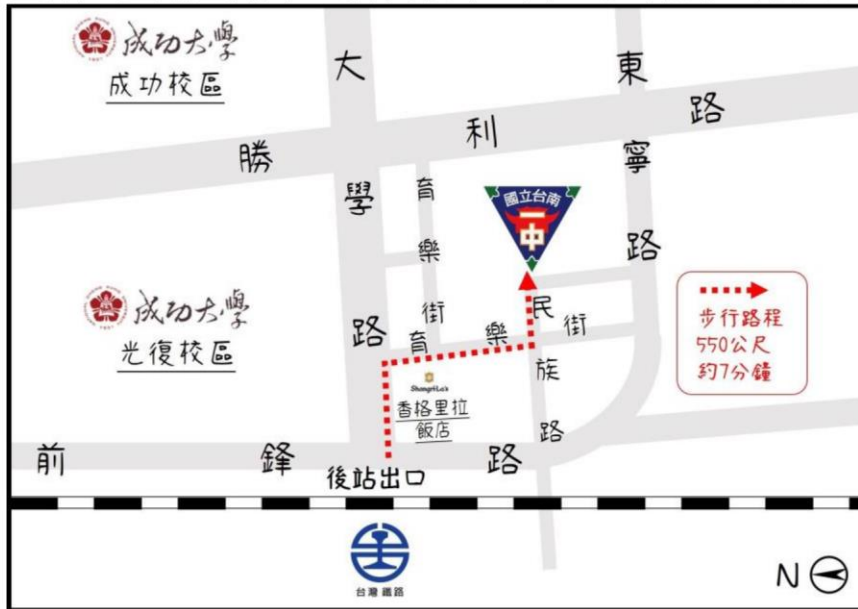 成功大學
成功校區
大學路
東寧路
勝利路
育樂街
國立台南
一中
成功大學
光復校區
育樂街
民族路
步行路程
550公尺
約7分鐘
Shangri-La's
香格里拉
飯店
前鋒路
後站出口
台灣鐵路
N